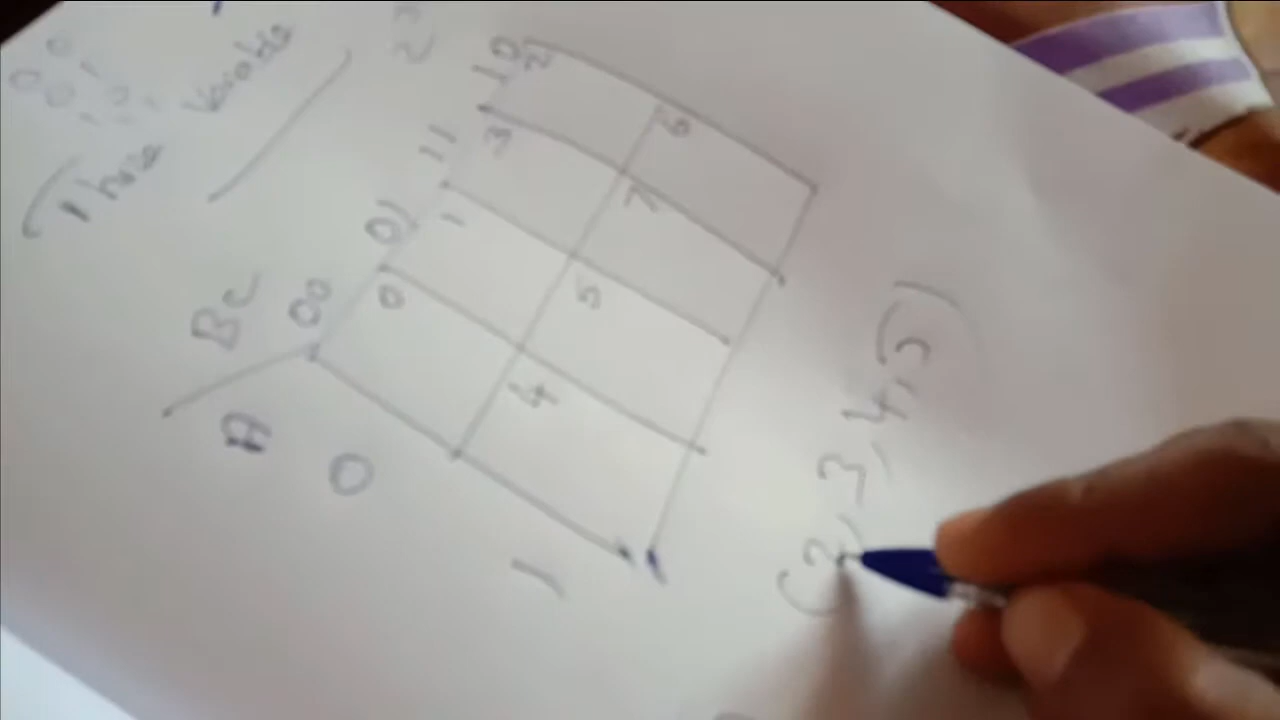 Three Variable
BC
A
00 01 11 10
0
0 1 3 2
1
4 5 7 6
(2,3,4,5)